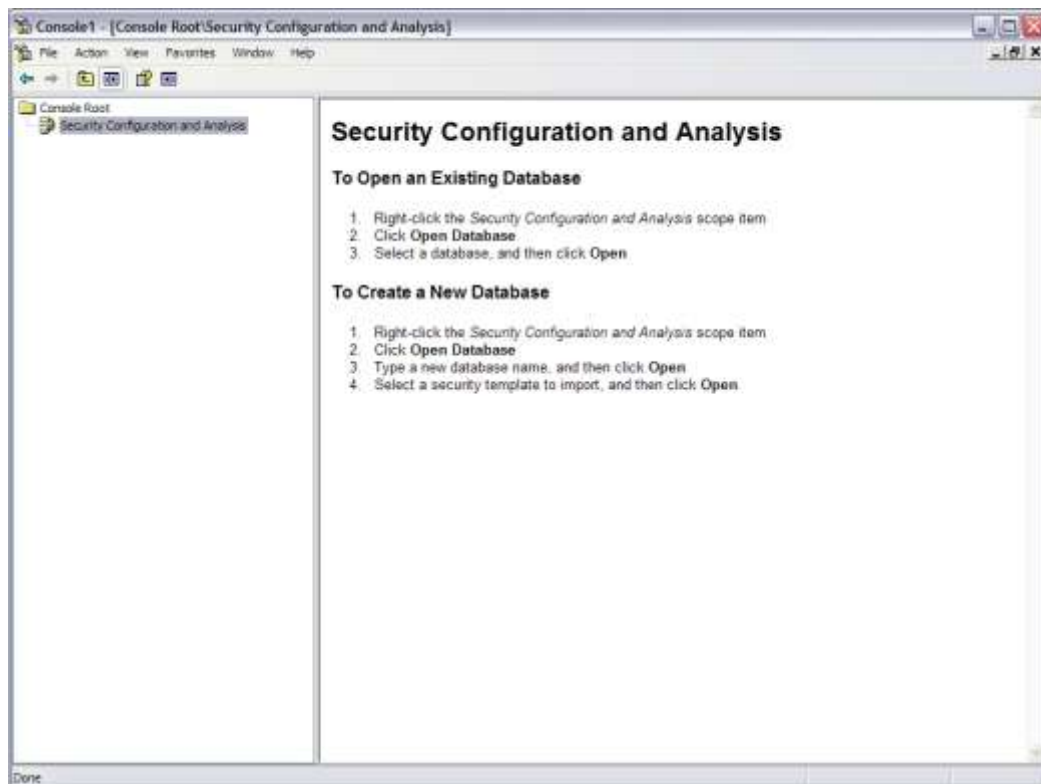 Console1 - [Console Root\Security Configuration and Analysis]
File Action View Favorites Window Help
Console Root
Security Configuration and Analysis
Security Configuration and Analysis
To Open an Existing Database
1. Right-click the Security Configuration and Analysis scope item
2. Click Open Database
3. Select a database, and then click Open
To Create a New Database
1. Right-click the Security Configuration and Analysis scope item
2. Click Open Database
3. Type a new database name, and then click Open
4. Select a security template to import, and then click Open
Done